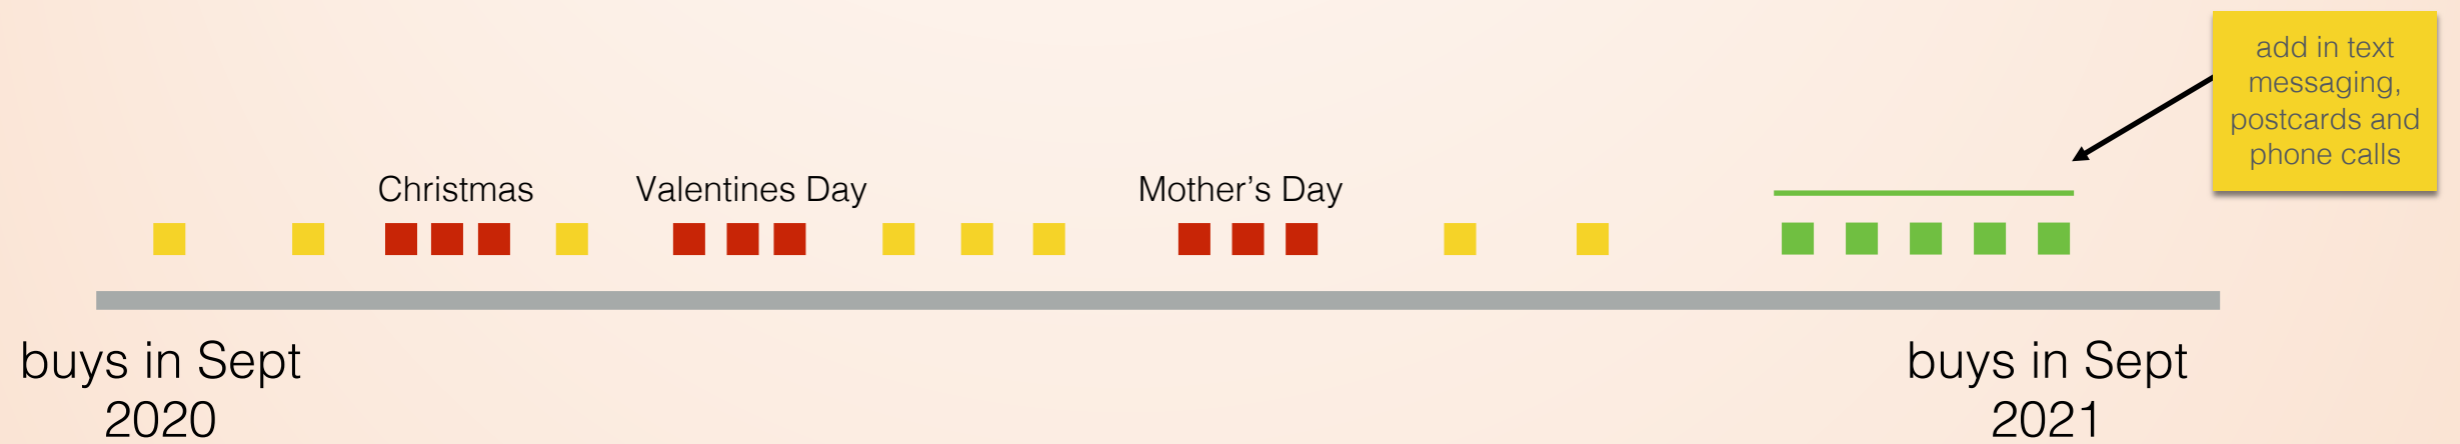 add in text
messaging,
postcards and
phone calls
Christmas
Valentines Day
Mother’s Day
buys in Sept
2020
buys in Sept
2021